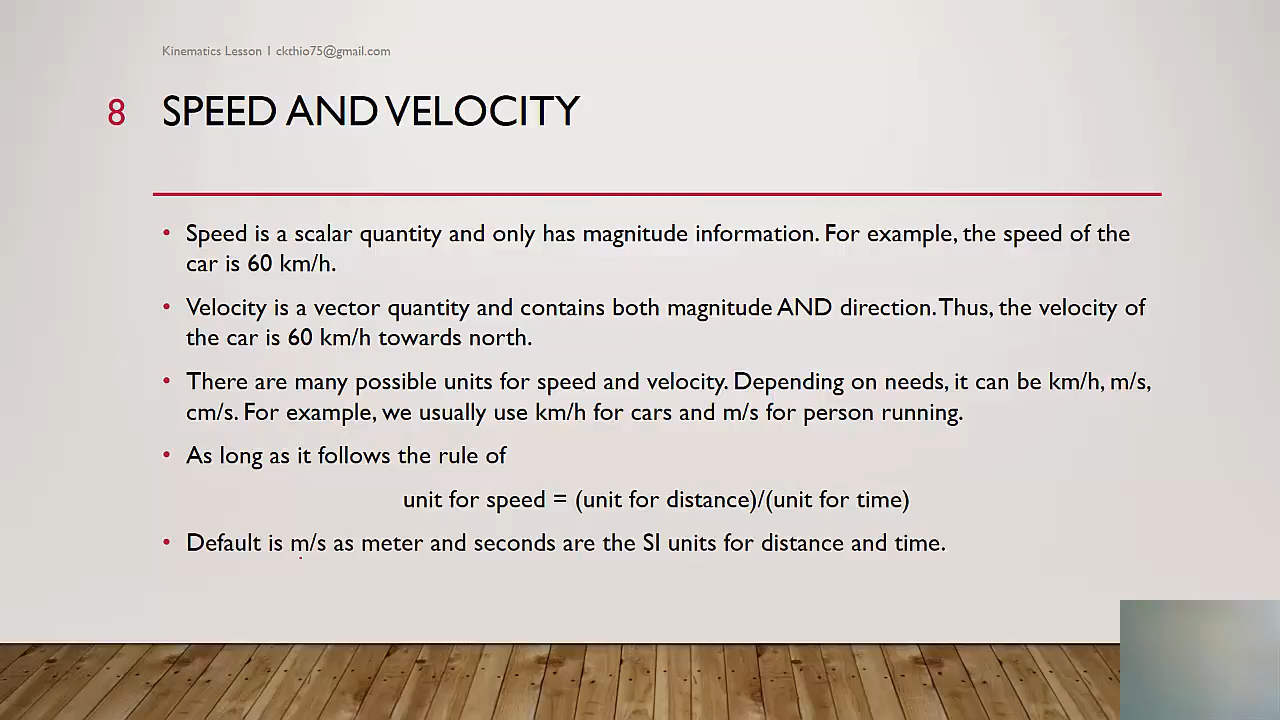 Kinematics Lesson 1 ckthio75@gmail.com
8 SPEED AND VELOCITY
• Speed is a scalar quantity and only has magnitude information. For example, the speed of the
car is 60 km/h.
• Velocity is a vector quantity and contains both magnitude AND direction. Thus, the velocity of
the car is 60 km/h towards north.
• There are many possible units for speed and velocity. Depending on needs, it can be km/h, m/s,
cm/s. For example, we usually use km/h for cars and m/s for person running.
• As long as it follows the rule of
unit for speed = (unit for distance)/(unit for time)
• Default is m/s as meter and seconds are the SI units for distance and time.